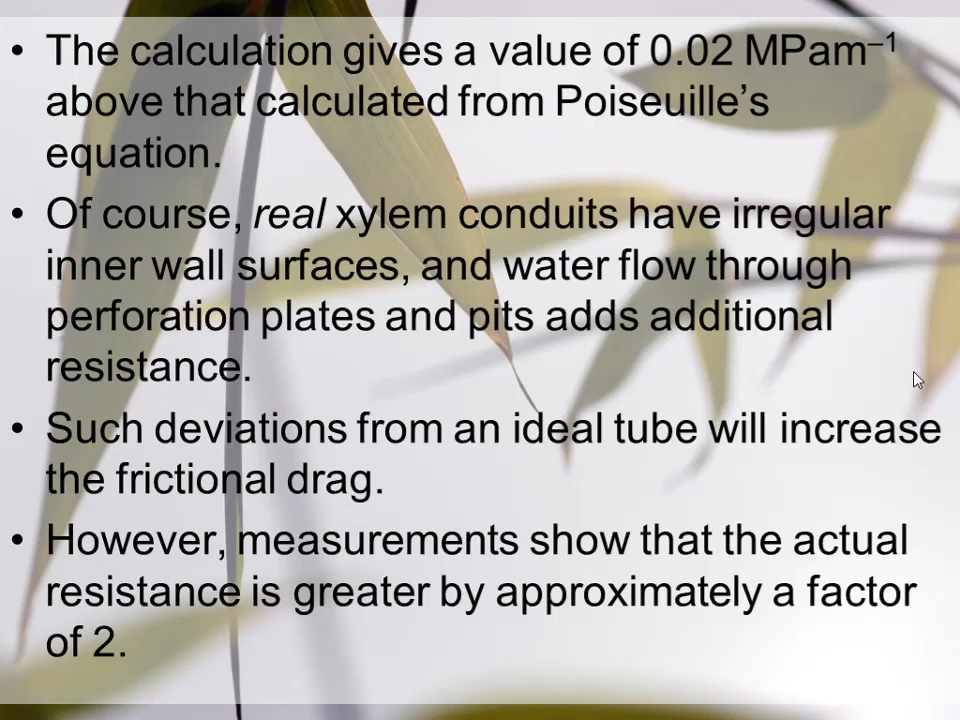 • The calculation gives a value of 0.02 MPam–1
above that calculated from Poiseuille’s
equation.
• Of course, real xylem conduits have irregular
inner wall surfaces, and water flow through
perforation plates and pits adds additional
resistance.
• Such deviations from an ideal tube will increase
the frictional drag.
• However, measurements show that the actual
resistance is greater by approximately a factor
of 2.